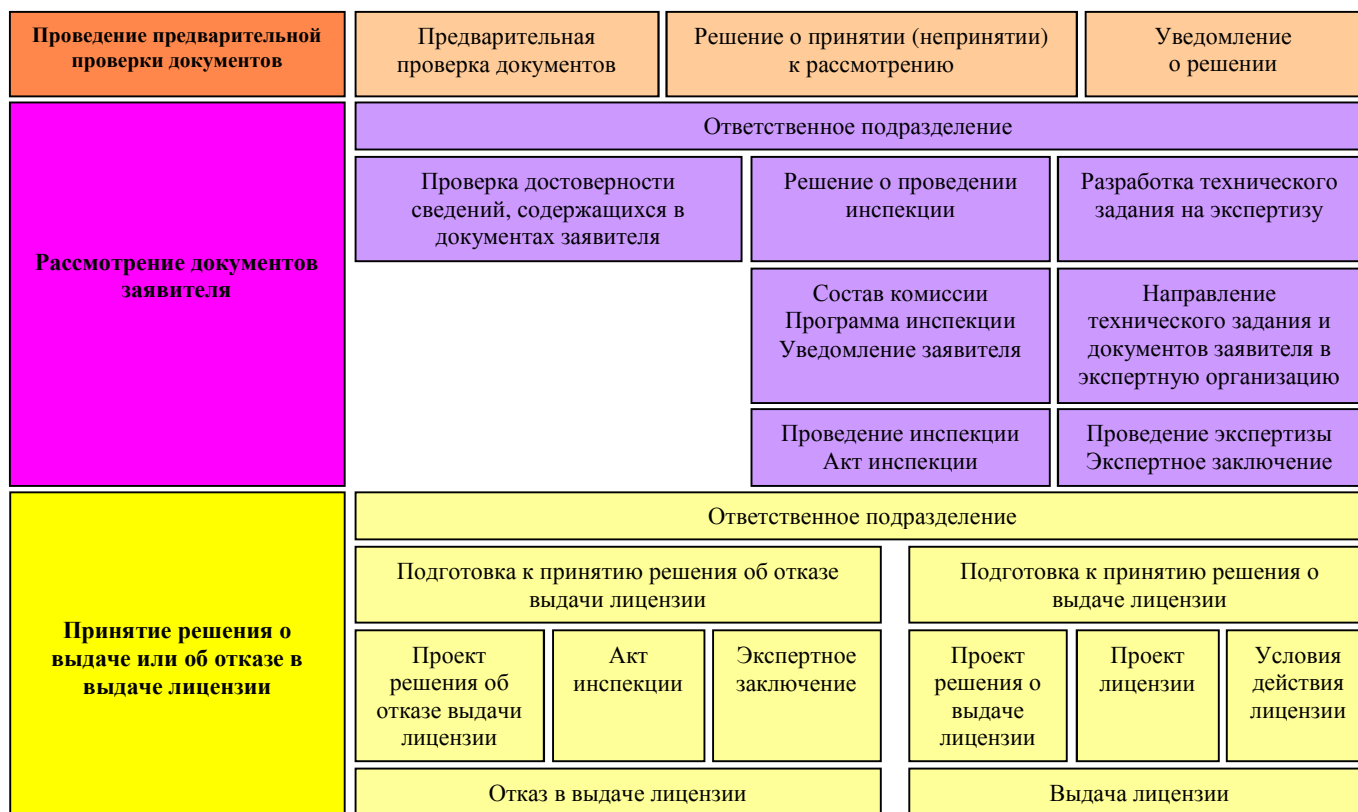 Проведение предварительной
проверки документов
Предварительная
проверка документов
Решение о принятии (непринятии)
к рассмотрению
Уведомление
о решении
Рассмотрение документов
заявителя
Ответственное подразделение
Проверка достоверности
сведений, содержащихся в
документах заявителя
Решение о проведении
инспекции
Разработка технического
задания на экспертизу
Состав комиссии
Программа инспекции
Уведомление заявителя
Направление
технического задания и
документов заявителя в
экспертную организацию
Проведение инспекции
Акт инспекции
Проведение экспертизы
Экспертное заключение
Принятие решения о
выдаче или об отказе в
выдаче лицензии
Ответственное подразделение
Подготовка к принятию решения об отказе
выдачи лицензии
Подготовка к принятию решения о
выдаче лицензии
Проект
решения об
отказе выдачи
лицензии
Акт
инспекции
Экспертное
заключение
Проект
решения о
выдаче
лицензии
Проект
лицензии
Условия
действия
лицензии
Отказ в выдаче лицензии
Выдача лицензии